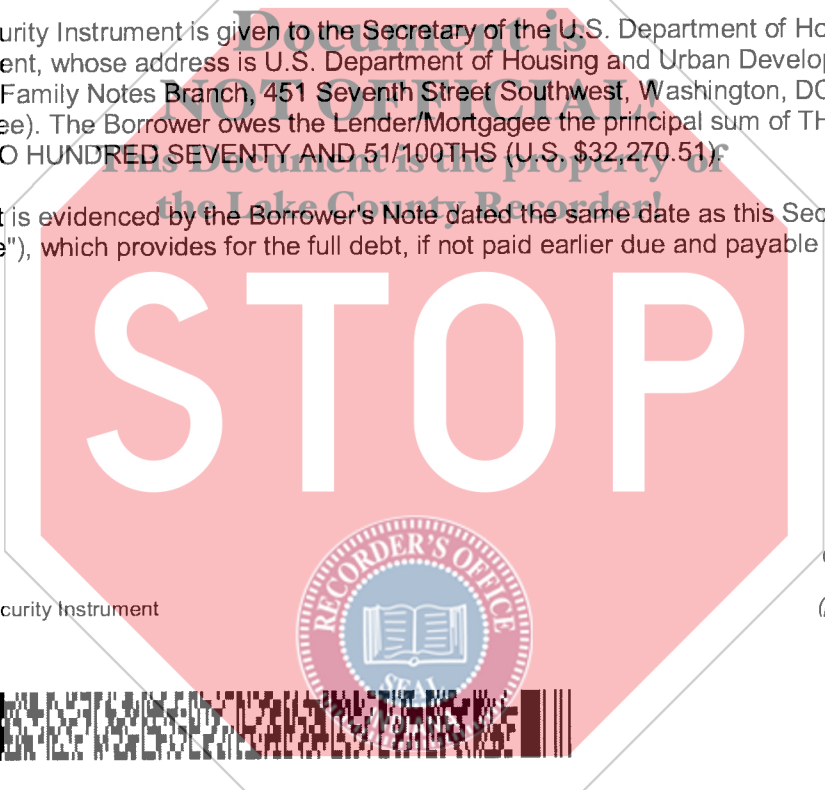 Document is
urity Instrument is given to the Secretary of the U.S. Department of Ho
ent, whose address is U.S. Department of Housing and Urban Develop
NOT OFFICIAL!
Family Notes Branch, 451 Seventh Street Southwest, Washington, DC
ee). The Borrower owes the Lender/Mortgagee the principal sum of TH
O HUNDRED SEVENTY AND 51/100THS (U.S. $32,270.51).
This Document is the property of
the Lake County Recorder!
t is evidenced by the Borrower's Note dated the same date as this Sec
e"), which provides for the full debt, if not paid earlier due and payable
STOP
RECORDER'S OFFICE
curity Instrument
SEAL